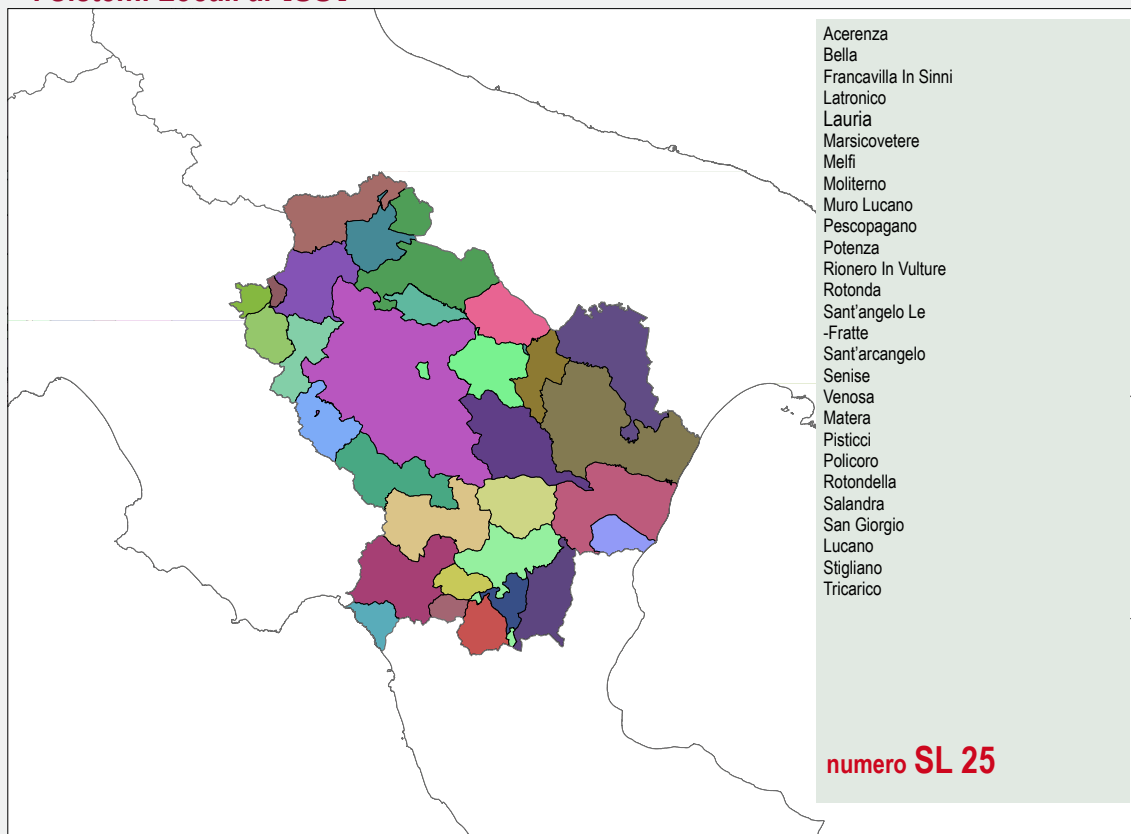 Acerenza
Bella
Francavilla In Sinni
Latronico
Lauria
Marsicovetere
Melfi
Moliterno
Muro Lucano
Pescopagano
Potenza
Rionero In Vulture
Rotonda
Sant'angelo Le
-Fratte
Sant'arcangelo
Senise
Venosa
Matera
Pisticci
Policoro
Rotondella
Salandra
San Giorgio
Lucano
Stigliano
Tricarico
numero SL 25